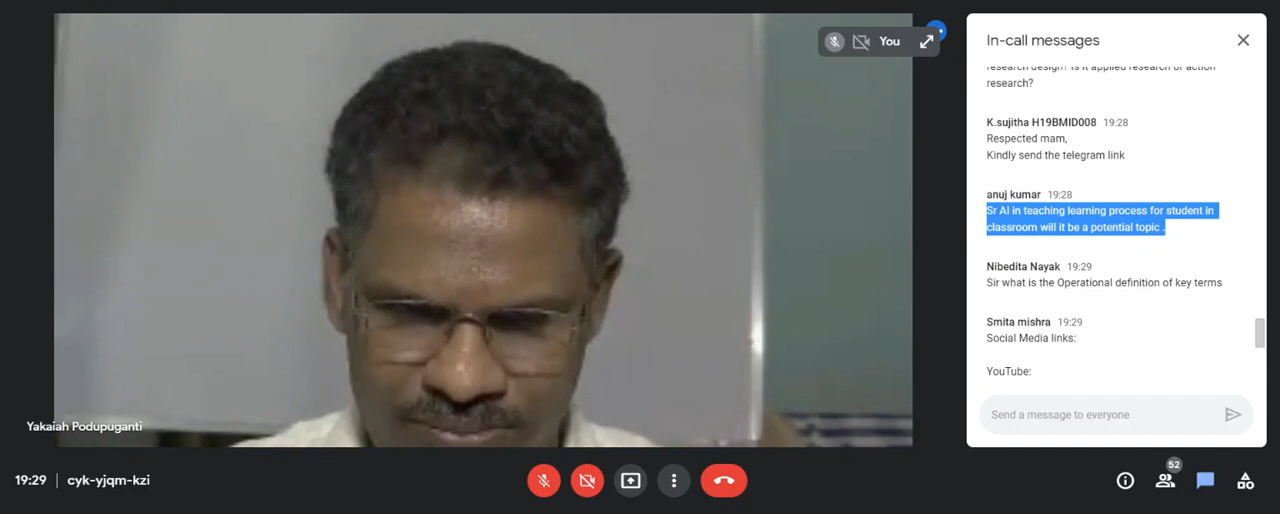 You
In-call messages
research design? Is it applied research or action
research?
K.sujitha H19BMID008 19:28
Respected mam,
Kindly send the telegram link
anuj kumar 19:28
Sr AI in teaching learning process for student in
classroom will it be a potential topic .
Nibedita Nayak 19:29
Sir what is the Operational definition of key terms
Smita mishra 19:29
Social Media links:
YouTube:
Send a message to everyone
Yakaiah Podupuganti
19:29 | cyk-yjqm-kzi
52